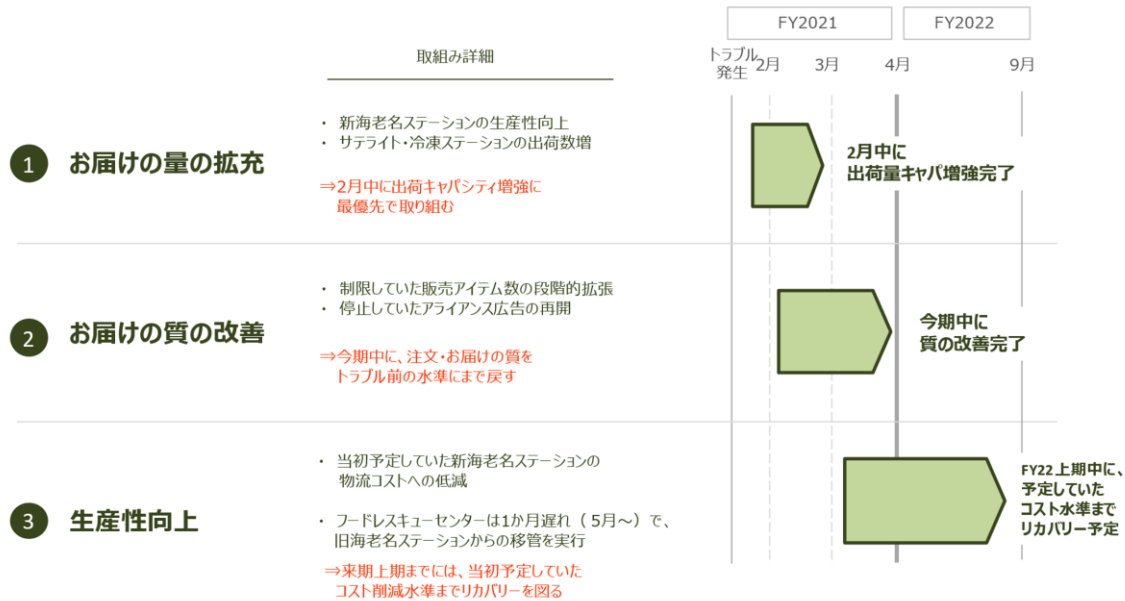 FY2021
FY2022
取組み詳細
トラブル
発生
2月
3月
4月
9月
1
お届けの量の拡充
・ 新海老名ステーションの生産性向上
・ サテライト・冷凍ステーションの出荷数増
⇒2月中に出荷キャパシティ増強に
最優先で取り組む
2月中に
出荷量キャパ増強完了
2
お届けの質の改善
・ 制限していた販売アイテム数の段階的拡張
・ 停止していたアライアンス広告の再開
⇒今期中に、注文・お届けの質を
トラブル前の水準にまで戻す
今期中に
質の改善完了
3
生産性向上
・ 当初予定していた新海老名ステーションの
物流コストへの低減
・ フードレスキューセンターは1か月遅れ（ 5月～）で、
旧海老名ステーションからの移管を実行
⇒来期上期までには、当初予定していた
コスト削減水準までリカバリーを図る
FY22 上期中に、
予定していた
コスト水準まで
リカバリー予定